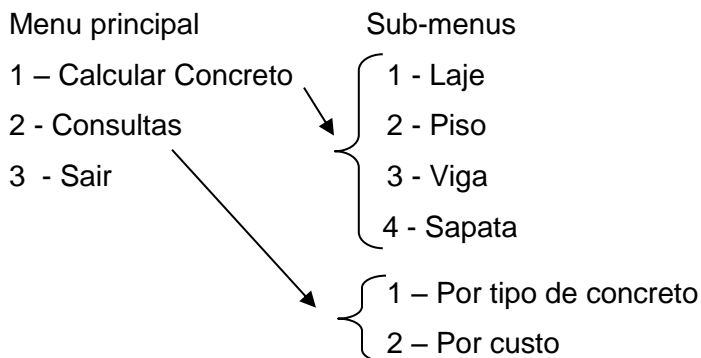 Menu principal
1 – Calcular Concreto
2 - Consultas
3 - Sair
Sub-menus
1 - Laje
2 - Piso
3 - Viga
4 - Sapata
1 – Por tipo de concreto
2 – Por custo